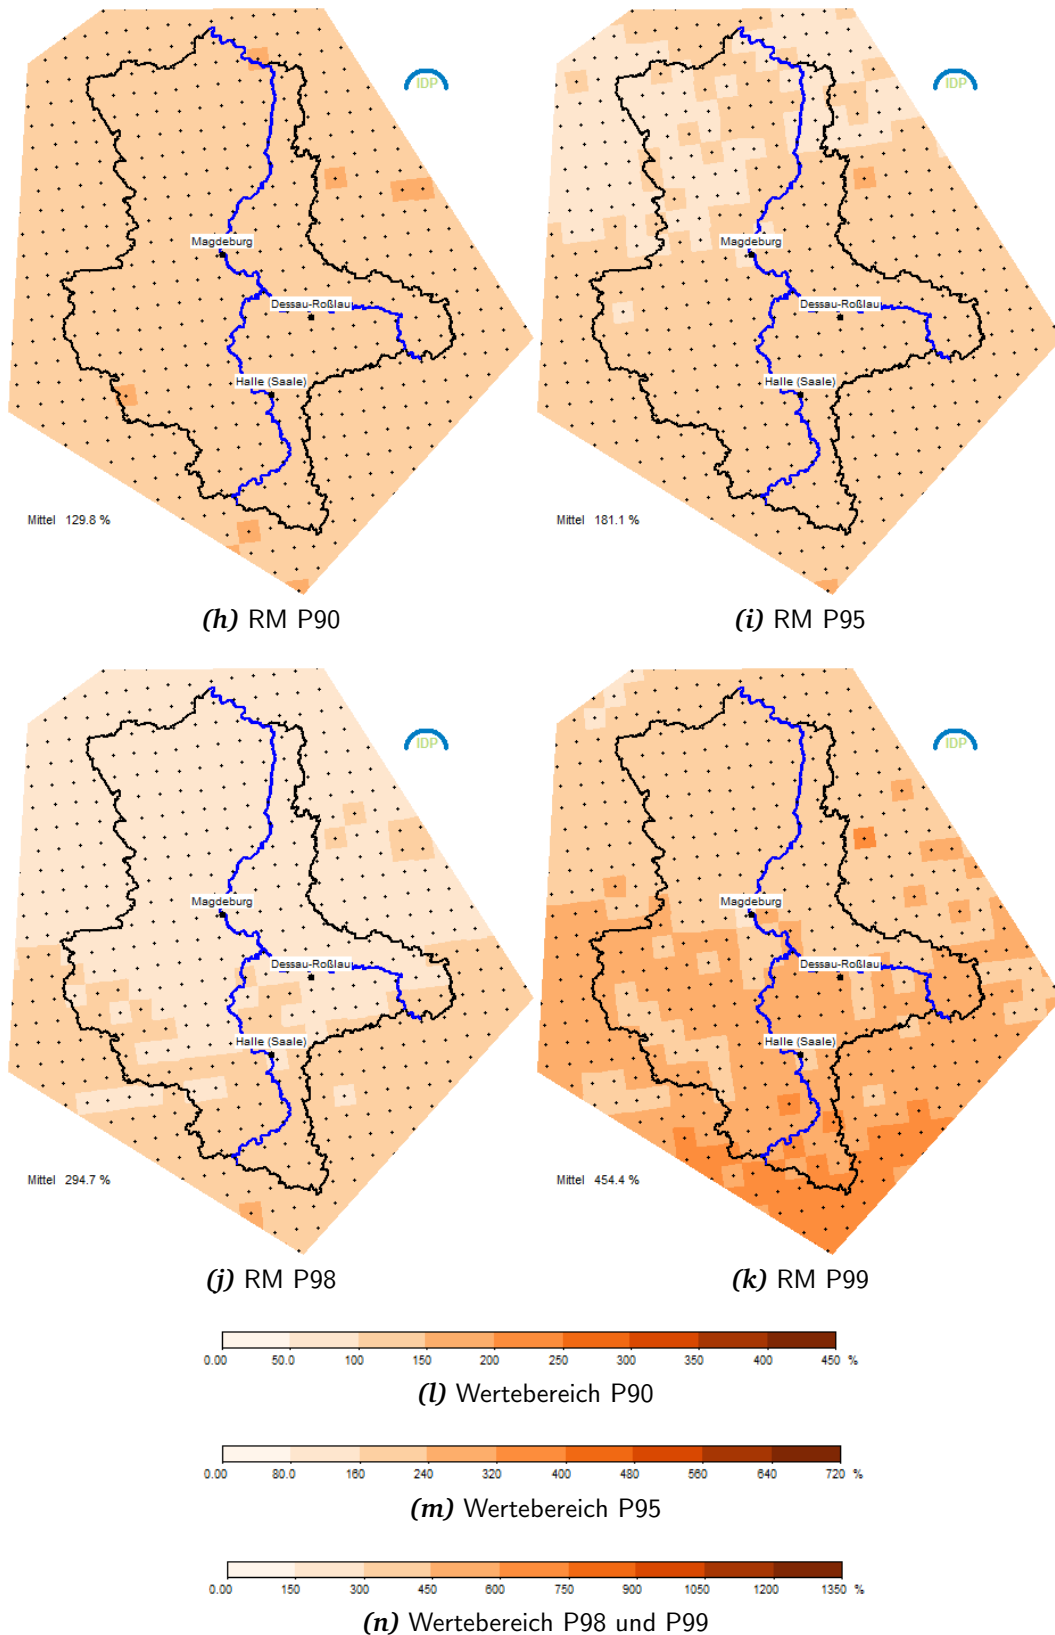 IDP
IDP
Magdeburg
Magdeburg
Dessau-Roßlau
Dessau-Roßlau
Halle (Saale)
Halle (Saale)
Mittel 129.8 %
Mittel 181.1 %
(h) RM P90
(i) RM P95
IDP
IDP
Magdeburg
Magdeburg
Dessau-Roßlau
Dessau-Roßlau
Halle (Saale)
Halle (Saale)
Mittel 294.7 %
Mittel 454.4 %
(j) RM P98
(k) RM P99
0.00 50.0 100 150 200 250 300 350 400 450 %
(l) Wertebereich P90
0.00 80.0 160 240 320 400 480 560 640 720 %
(m) Wertebereich P95
0.00 150 300 450 600 750 900 1050 1200 1350 %
(n) Wertebereich P98 und P99